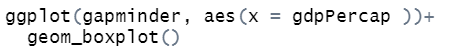 ggplot(gapminder, aes(x = gdpPercap ))+
  geom_boxplot()